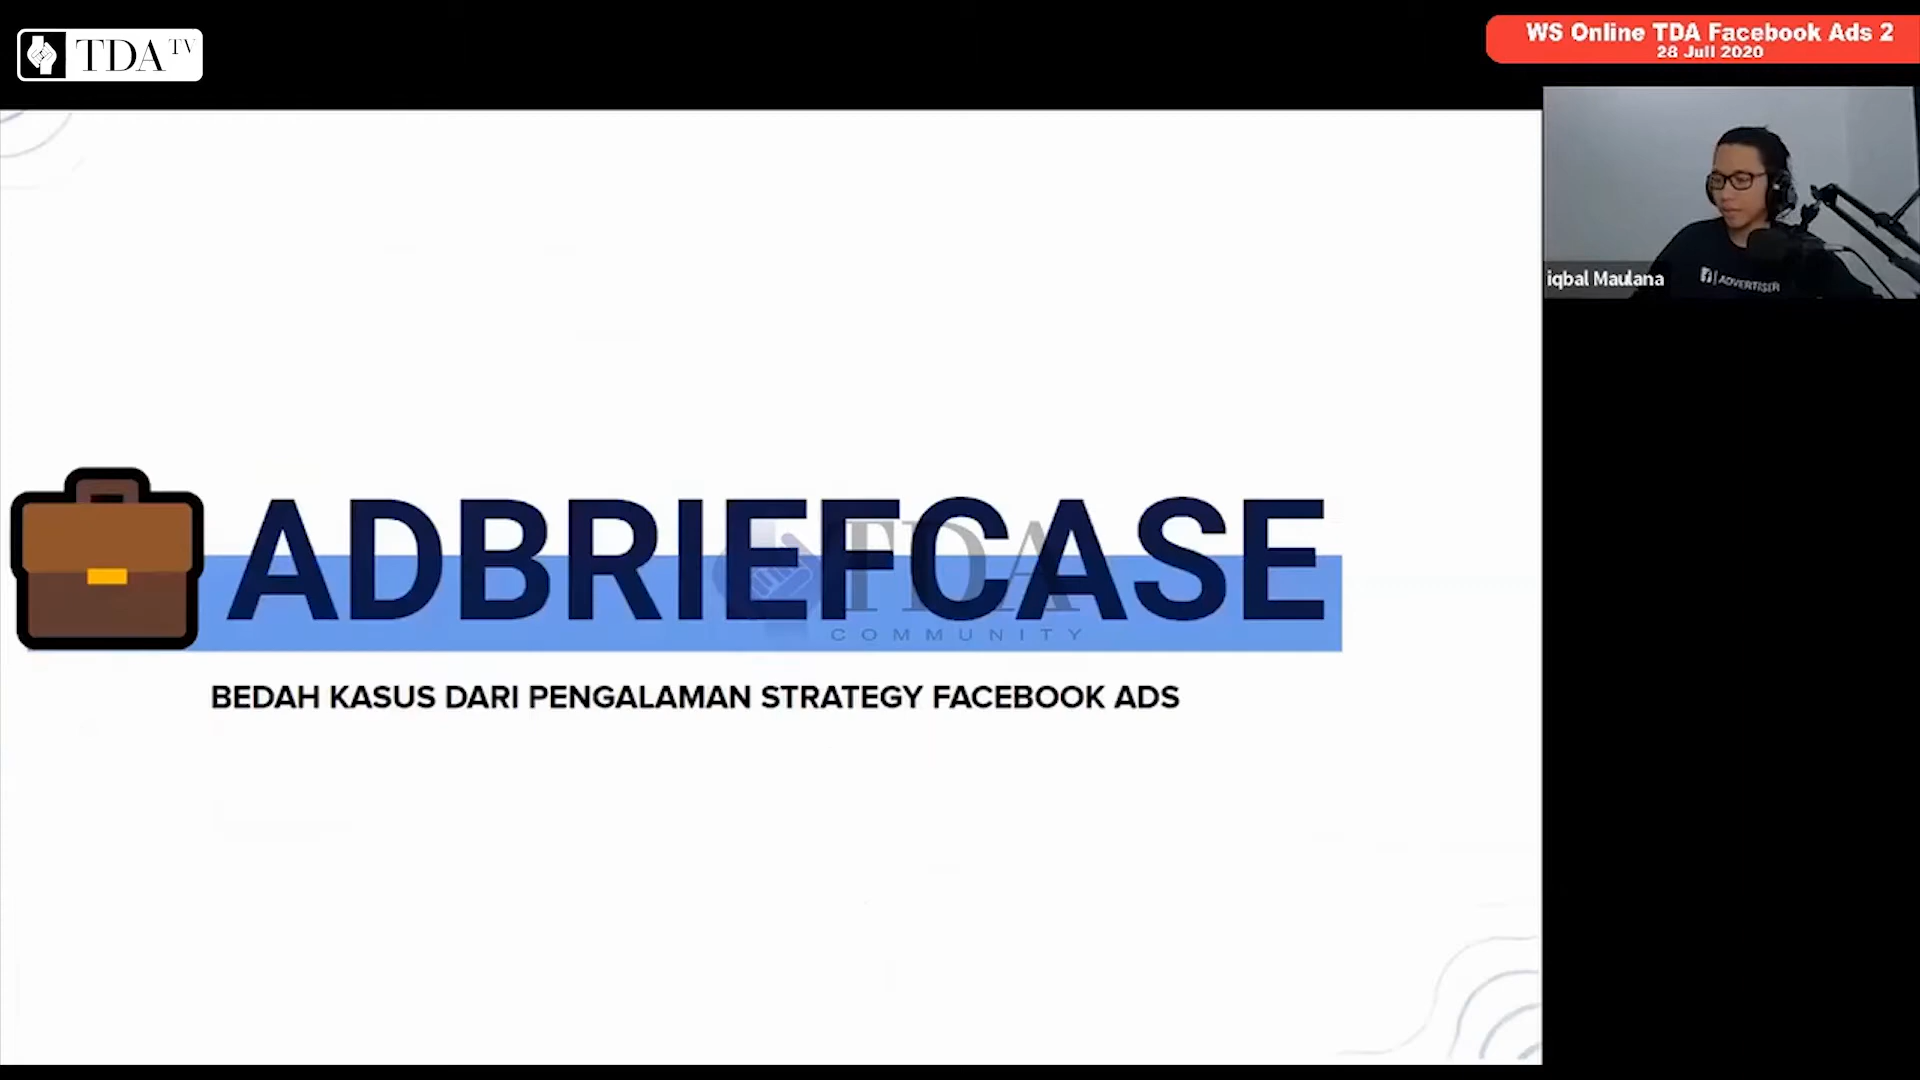 TDA TV
WS Online TDA Facebook Ads 2
28 Juli 2020
iqbal Maulana
f | ADVERTISER
ADBRIEFCASE
TDA
COMMUNITY
BEDAH KASUS DARI PENGALAMAN STRATEGY FACEBOOK ADS